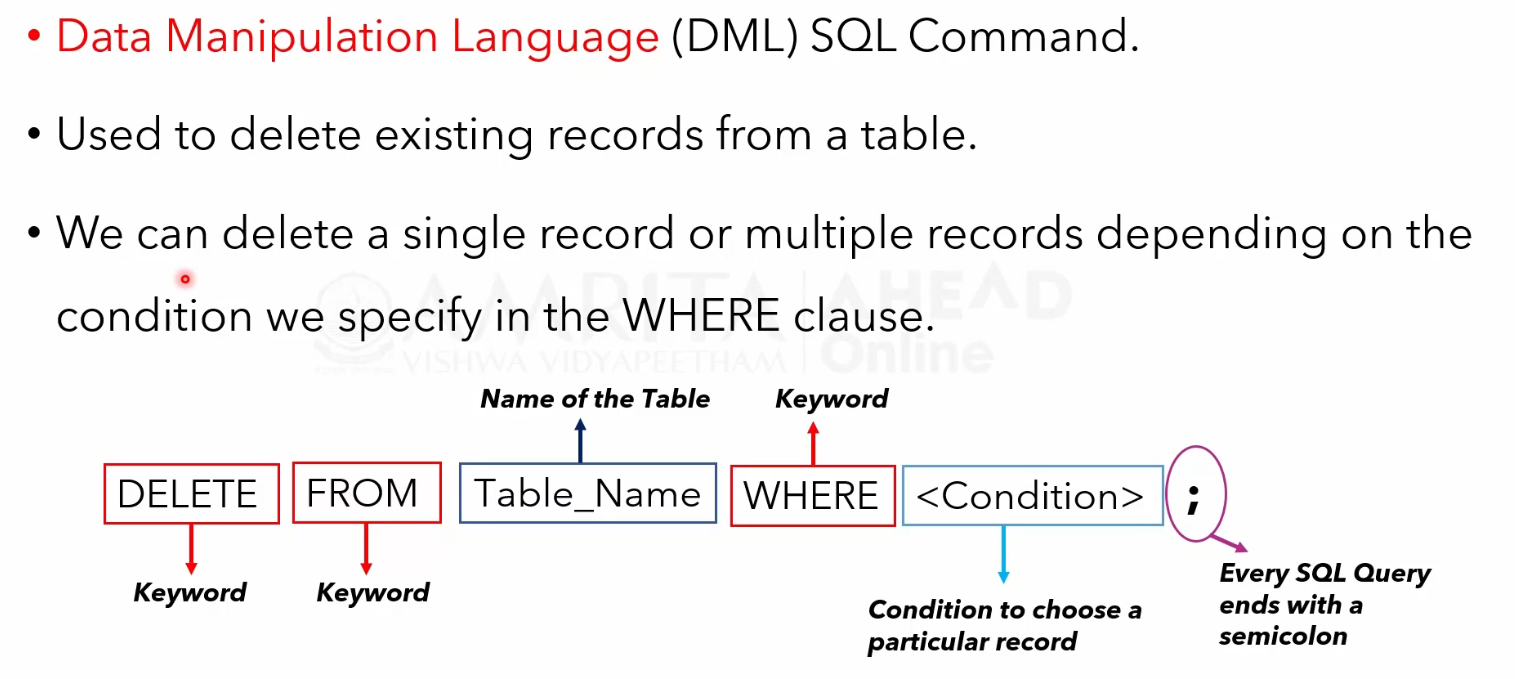 • Data Manipulation Language (DML) SQL Command.
• Used to delete existing records from a table.
• We can delete a single record or multiple records depending on the
condition we specify in the WHERE clause.
AMRITA AHEAD
VISHWA VIDYAPEETHAM Online
Name of the Table Keyword
DELETE FROM Table_Name WHERE <Condition> ;
Keyword Keyword
Condition to choose a
particular record
Every SQL Query
ends with a
semicolon